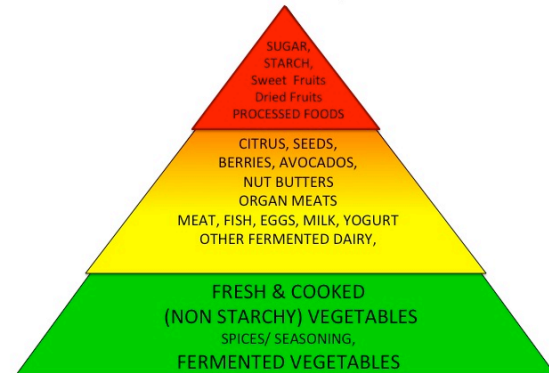 SUGAR,
STARCH,
Sweet Fruits
Dried Fruits
PROCESSED FOODS
CITRUS, SEEDS,
BERRIES, AVOCADOS,
NUT BUTTERS
ORGAN MEATS
MEAT, FISH, EGGS, MILK, YOGURT
OTHER FERMENTED DAIRY,
FRESH & COOKED
(NON STARCHY) VEGETABLES
SPICES/ SEASONING,
FERMENTED VEGETABLES